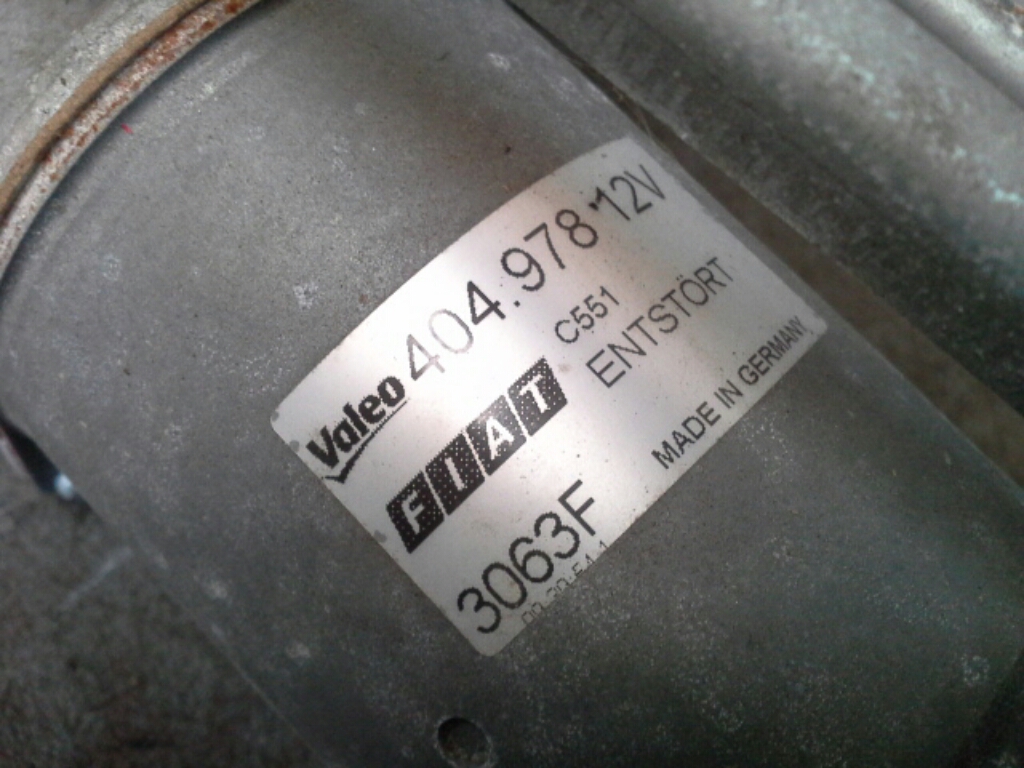 Valeo 404.978 12V
FIAT C551
ENTSTÖRT
3063F MADE IN GERMANY